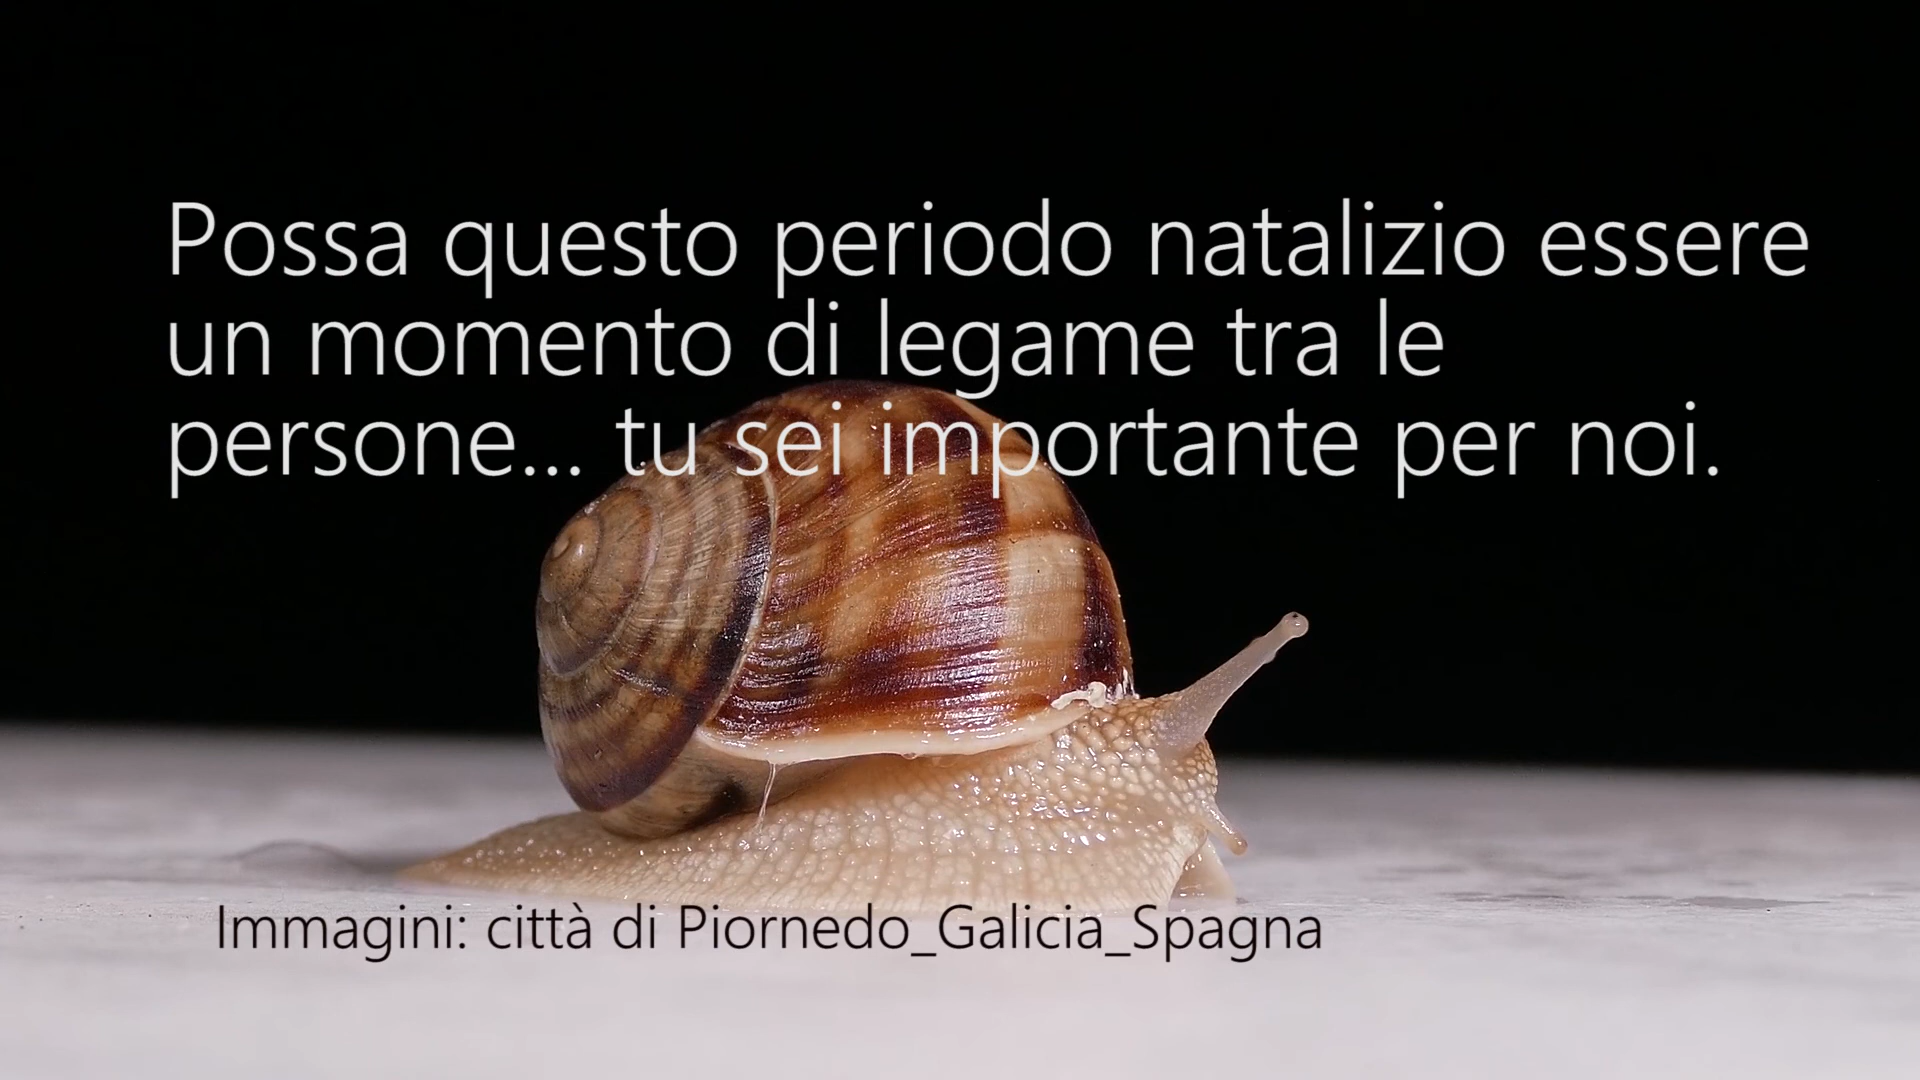 Possa questo periodo natalizio essere
un momento di legame tra le
persone... tu sei importante per noi.
Immagini: città di Piornedo_Galicia_Spagna